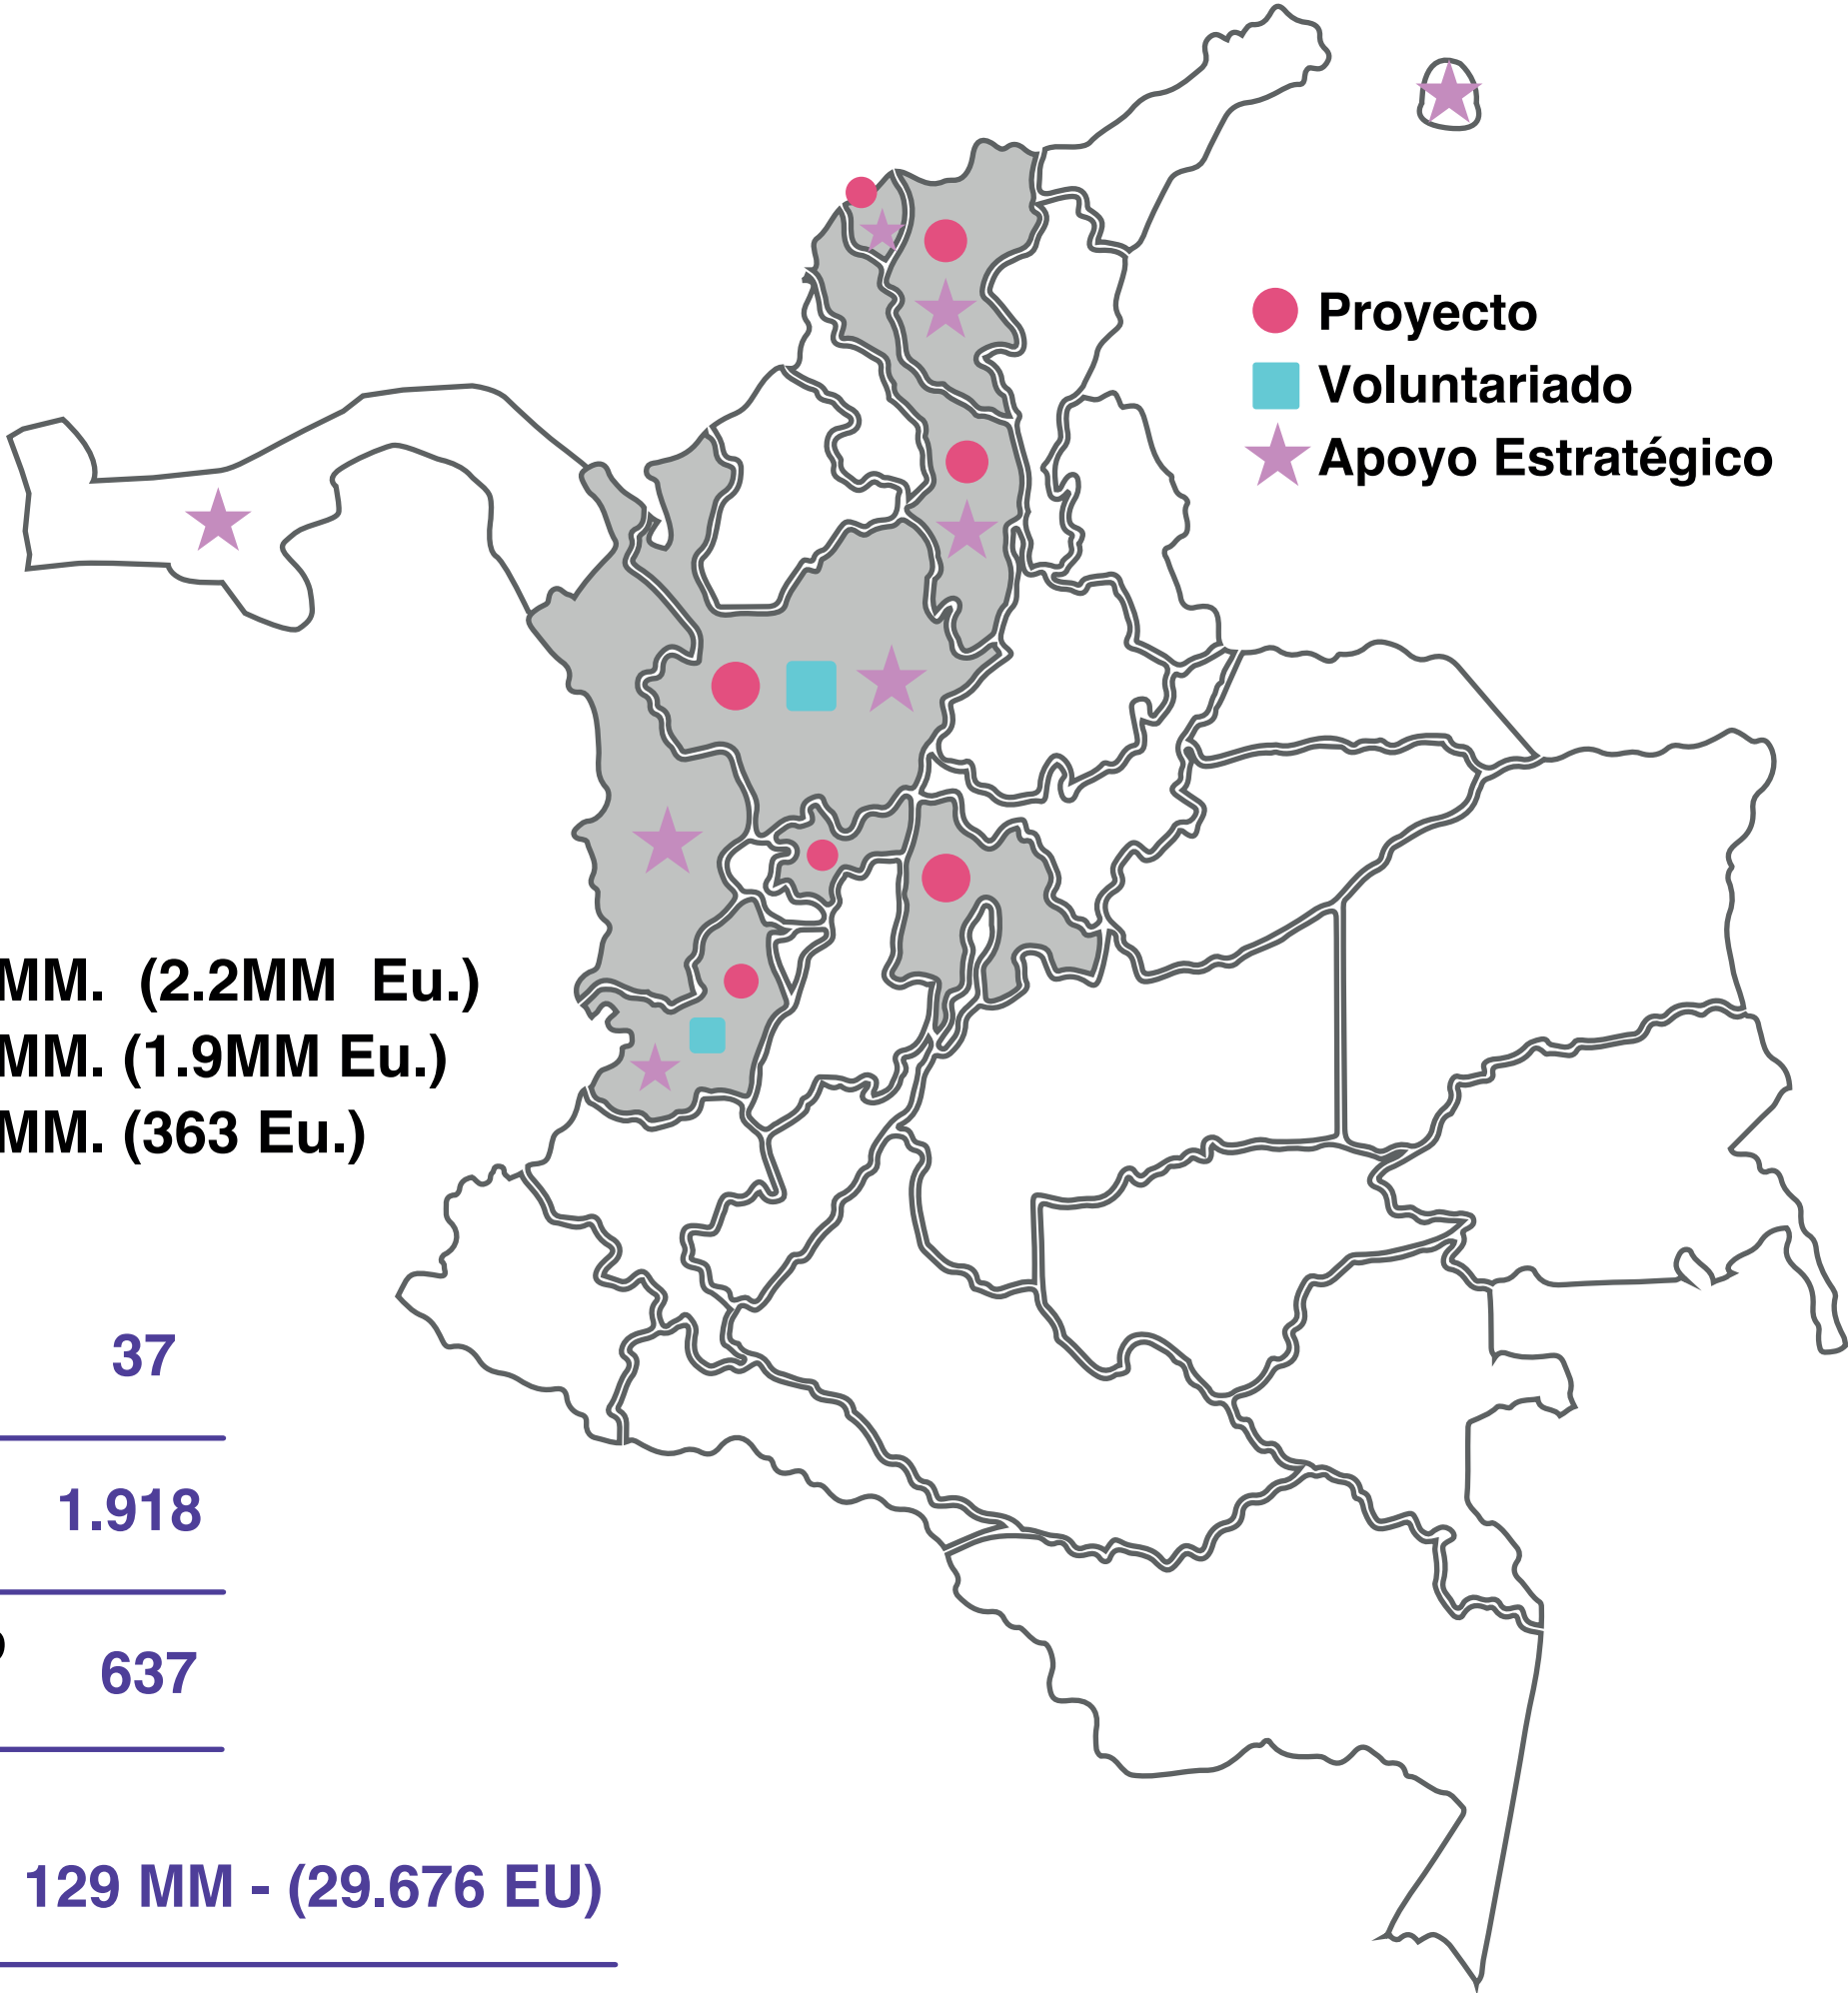 Proyecto
Voluntariado
Apoyo Estratégico
MM. (2.2MM Eu.)
MM. (1.9MM Eu.)
MM. (363 Eu.)
37
1.918
637
129 MM - (29.676 EU)